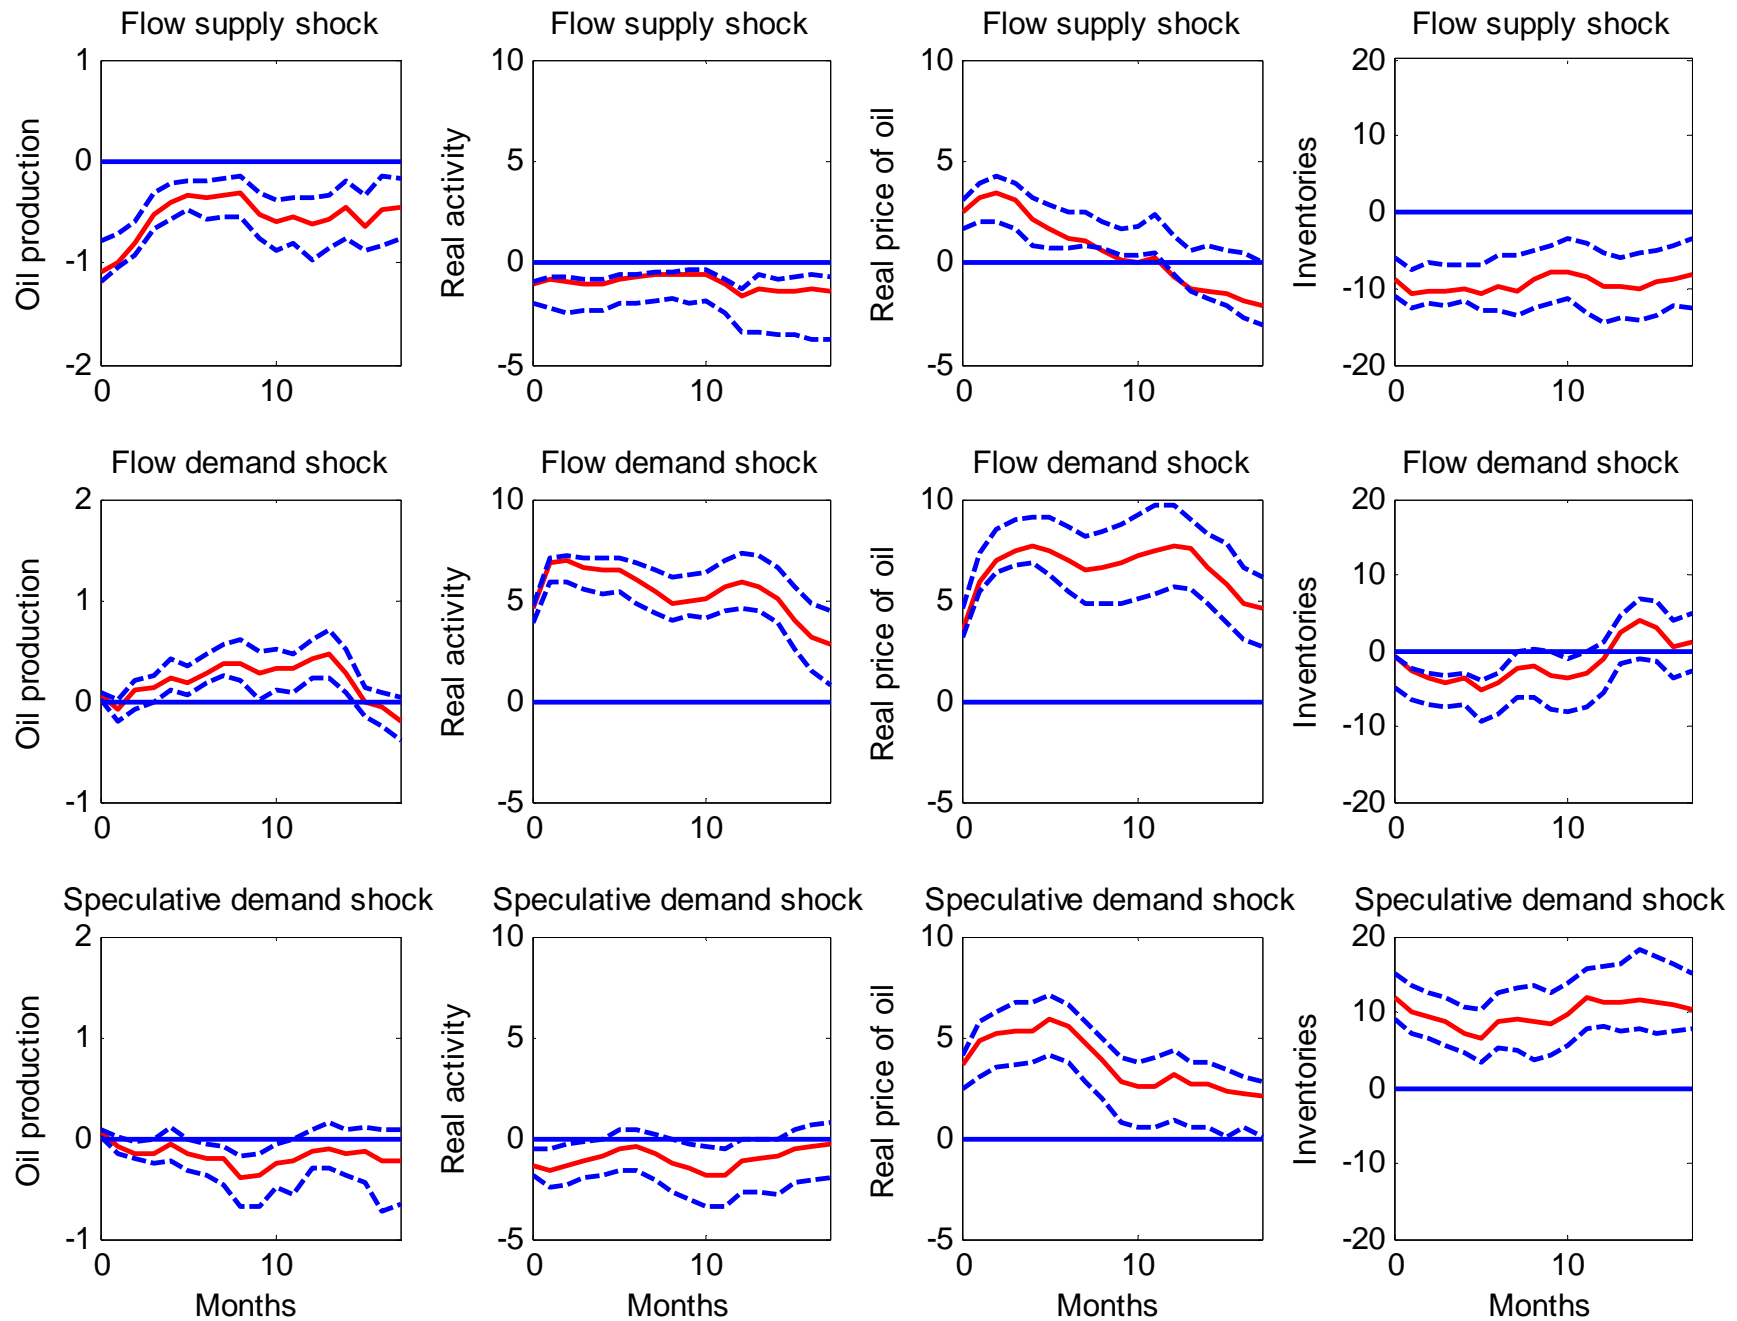 Flow supply shock Flow supply shock Flow supply shock Flow supply shock
Oil production Real activity Real price of oil Inventories
1 10 10 20
0 5 5 10
-1 0 0 0
-10
-2 -5 -5 -20
0 10 0 10 0 10 0 10
Flow demand shock Flow demand shock Flow demand shock Flow demand shock
Oil production Real activity Real price of oil Inventories
2 10 10 20
1 5 5 10
0 0 0 0
-10
-1 -5 -5 -20
0 10 0 10 0 10 0 10
Speculative demand shock Speculative demand shock Speculative demand shock Speculative demand shock
Oil production Real activity Real price of oil Inventories
2 10 10 20
1 5 5 10
0 0 0 0
-10
-1 -5 -5 -20
0 10 0 10 0 10 0 10
Months Months Months Months